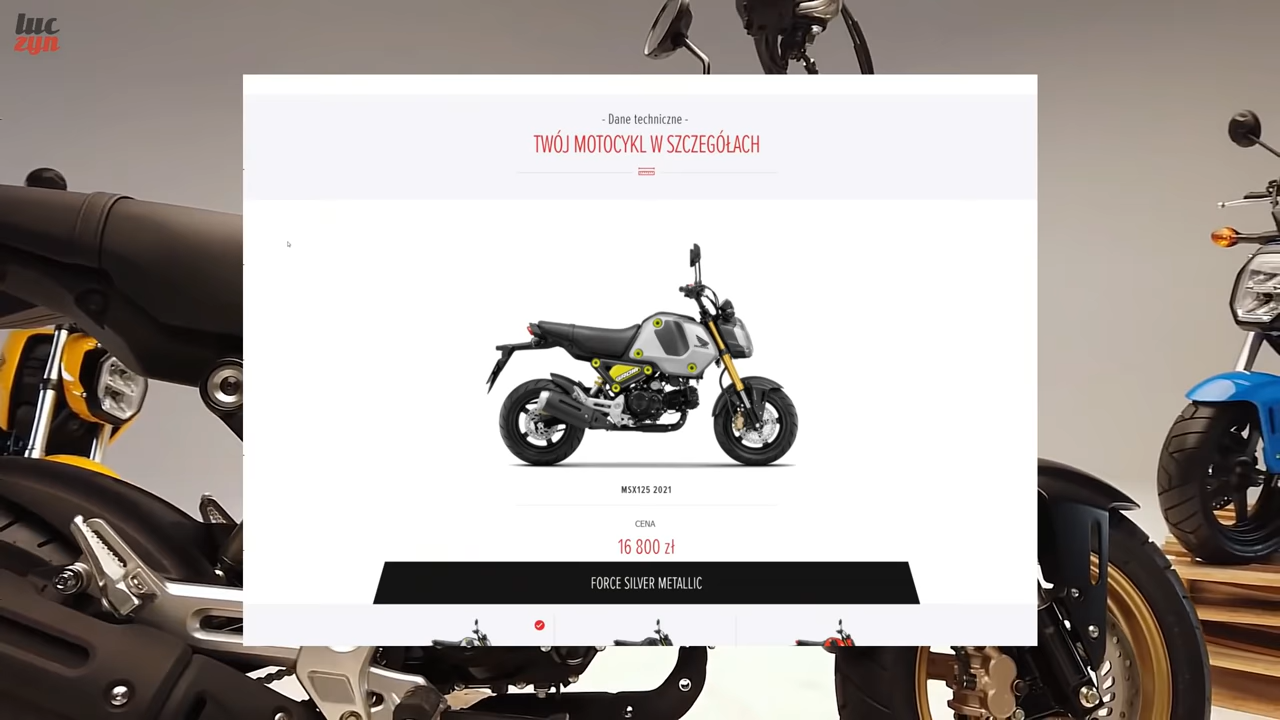 luc
zyn
- Dane techniczne -
TWÓJ MOTOCYKL W SZCZEGÓŁACH
MSX125 2021
CENA
16 800 zł
FORCE SILVER METALLIC